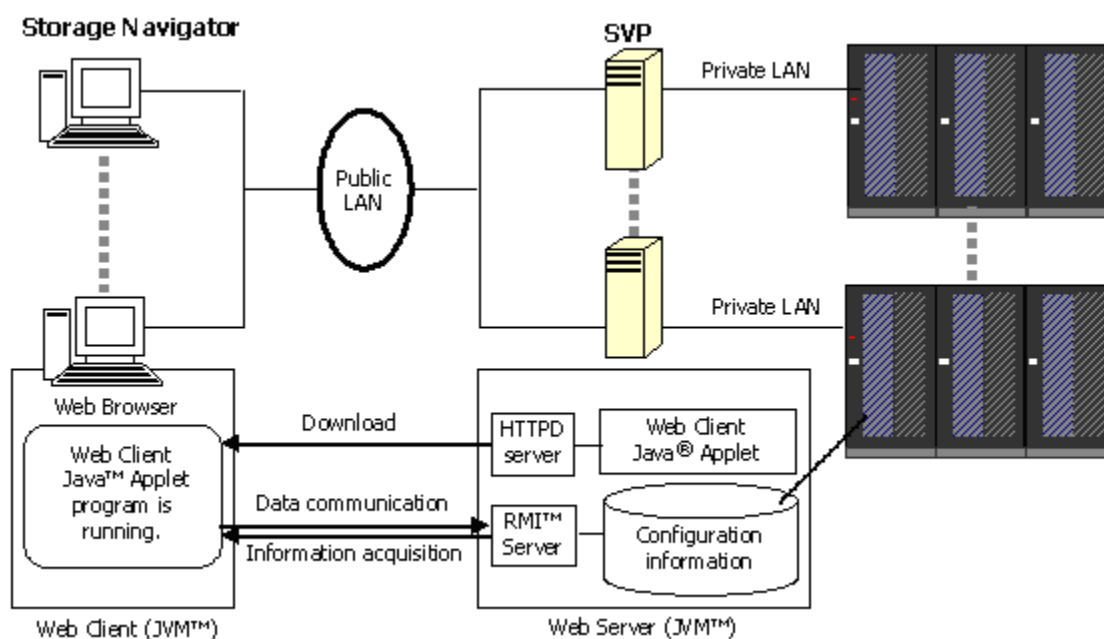 Storage Navigator
SVP
Private LAN
Public
LAN
Private LAN
Web Browser
Download
HTTPD
server
Web Client
Java® Applet
Web Client
Java™ Applet
program is
running.
Data communication
Information acquisition
RMI™
Server
Configuration
information
Web Client (JVM™)
Web Server (JVM™)